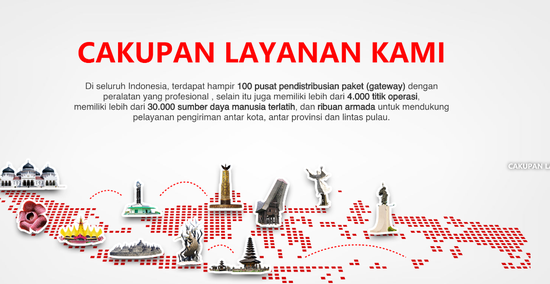 CAKUPAN LAYANAN KAMI
Di seluruh Indonesia, terdapat hampir 100 pusat pendistribusian paket (gateway) dengan
peralatan yang profesional , selain itu juga memiliki lebih dari 4.000 titik operasi,
memiliki lebih dari 30.000 sumber daya manusia terlatih, dan ribuan armada untuk mendukung
pelayanan pengiriman antar kota, antar provinsi dan lintas pulau.
CAKUPAN LA